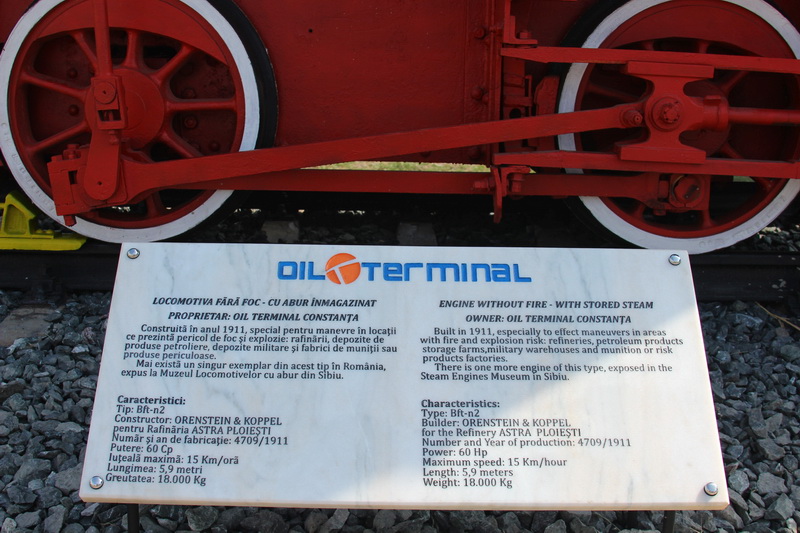 OIL TERMINAL
LOCOMOTIVA FĂRĂ FOC - CU ABUR ÎNMAGAZINAT
PROPRIETAR: OIL TERMINAL CONSTANȚA
Construită în anul 1911, special pentru manevre în locații
ce prezintă pericol de foc și explozie: rafinării, depozite de
produse petroliere, depozite militare și fabrici de muniții sau
produse periculoase.
Mai există un singur exemplar din acest tip în România,
expus la Muzeul Locomotivelor cu abur din Sibiu.
Caracteristici:
Tip: Bft-n2
Constructor: ORENSTEIN & KOPPEL
pentru Rafinăria ASTRA PLOIEȘTI
Număr și an de fabricație: 4709/1911
Putere: 60 Cp
Iuțeală maximă: 15 Km/oră
Lungimea: 5,9 metri
Greutatea: 18.000 Kg
ENGINE WITHOUT FIRE - WITH STORED STEAM
OWNER: OIL TERMINAL CONSTANȚA
Built in 1911, especially to effect maneuvers in areas
with fire and explosion risk: refineries, petroleum products
storage farms,military warehouses and munition or risk
products factories.
There is one more engine of this type, exposed in the
Steam Engines Museum in Sibiu.
Characteristics:
Type: Bft-n2
Builder: ORENSTEIN & KOPPEL
for the Refinery ASTRA PLOIEȘTI
Number and Year of production: 4709/1911
Power: 60 Hp
Maximum speed: 15 Km/hour
Length: 5,9 meters
Weight: 18.000 Kg